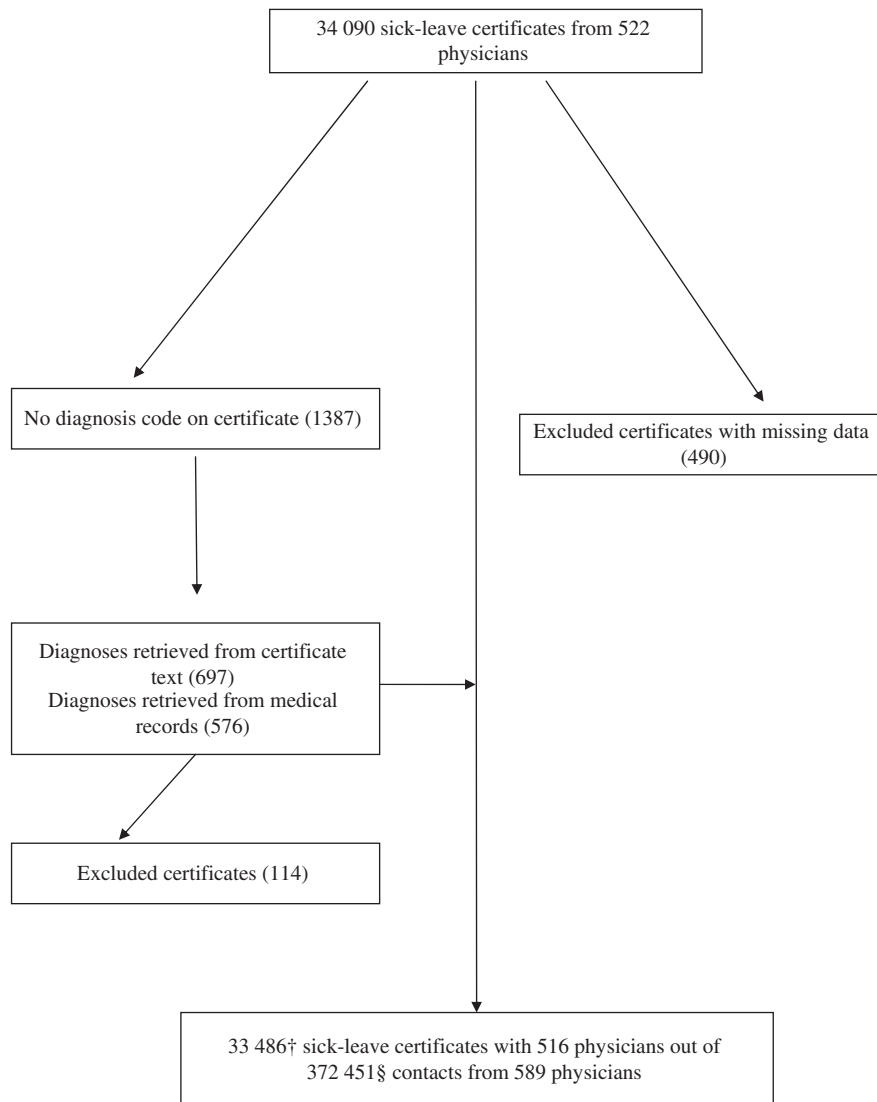 34 090 sick-leave certificates from 522
physicians
No diagnosis code on certificate (1387)
Excluded certificates with missing data
(490)
Diagnoses retrieved from certificate
text (697)
Diagnoses retrieved from medical
records (576)
Excluded certificates (114)
33 486† sick-leave certificates with 516 physicians out of
372 451§ contacts from 589 physicians